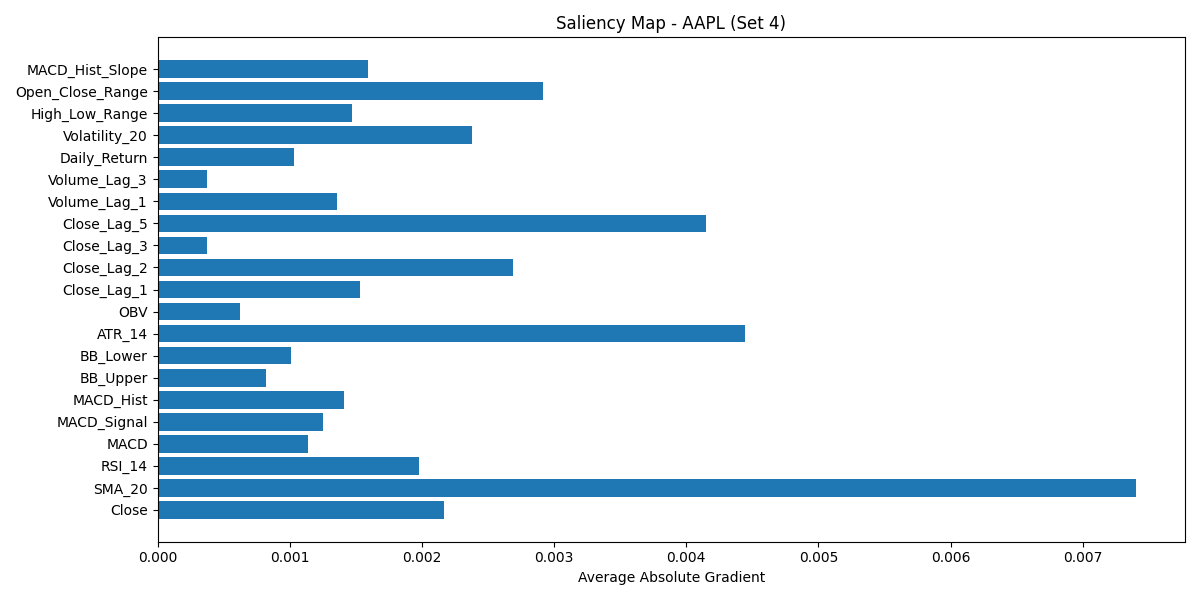 Saliency Map - AAPL (Set 4)
MACD_Hist_Slope
Open_Close_Range
High_Low_Range
Volatility_20
Daily_Return
Volume_Lag_3
Volume_Lag_1
Close_Lag_5
Close_Lag_3
Close_Lag_2
Close_Lag_1
OBV
ATR_14
BB_Lower
BB_Upper
MACD_Hist
MACD_Signal
MACD
RSI_14
SMA_20
Close
0.000 0.001 0.002 0.003 0.004 0.005 0.006 0.007
Average Absolute Gradient